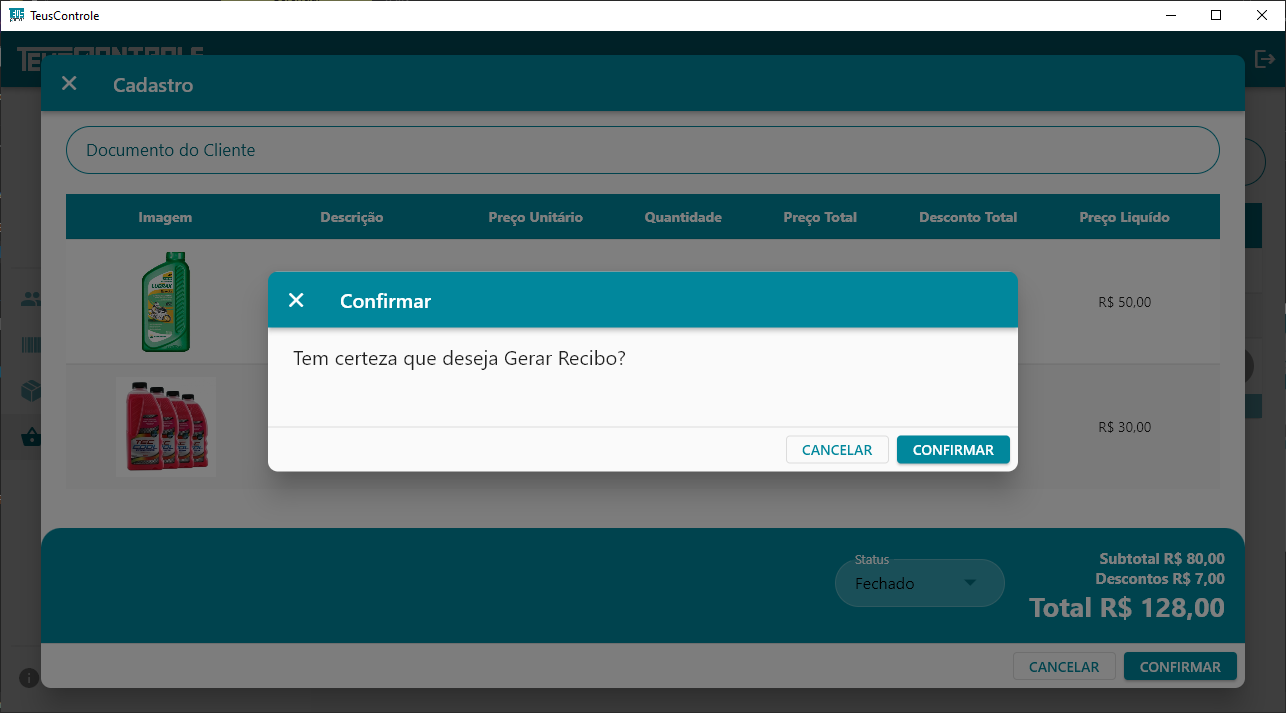 TeusControle
Cadastro
Documento do Cliente
Imagem Descrição Preço Unitário Quantidade Preço Total Desconto Total Preço Liquído
LUBRAX
R$ 50,00
Confirmar
Tem certeza que deseja Gerar Recibo?
CANCELAR CONFIRMAR
R$ 30,00
Status
Fechado
Subtotal R$ 80,00
Descontos R$ 7,00
Total R$ 128,00
CANCELAR CONFIRMAR